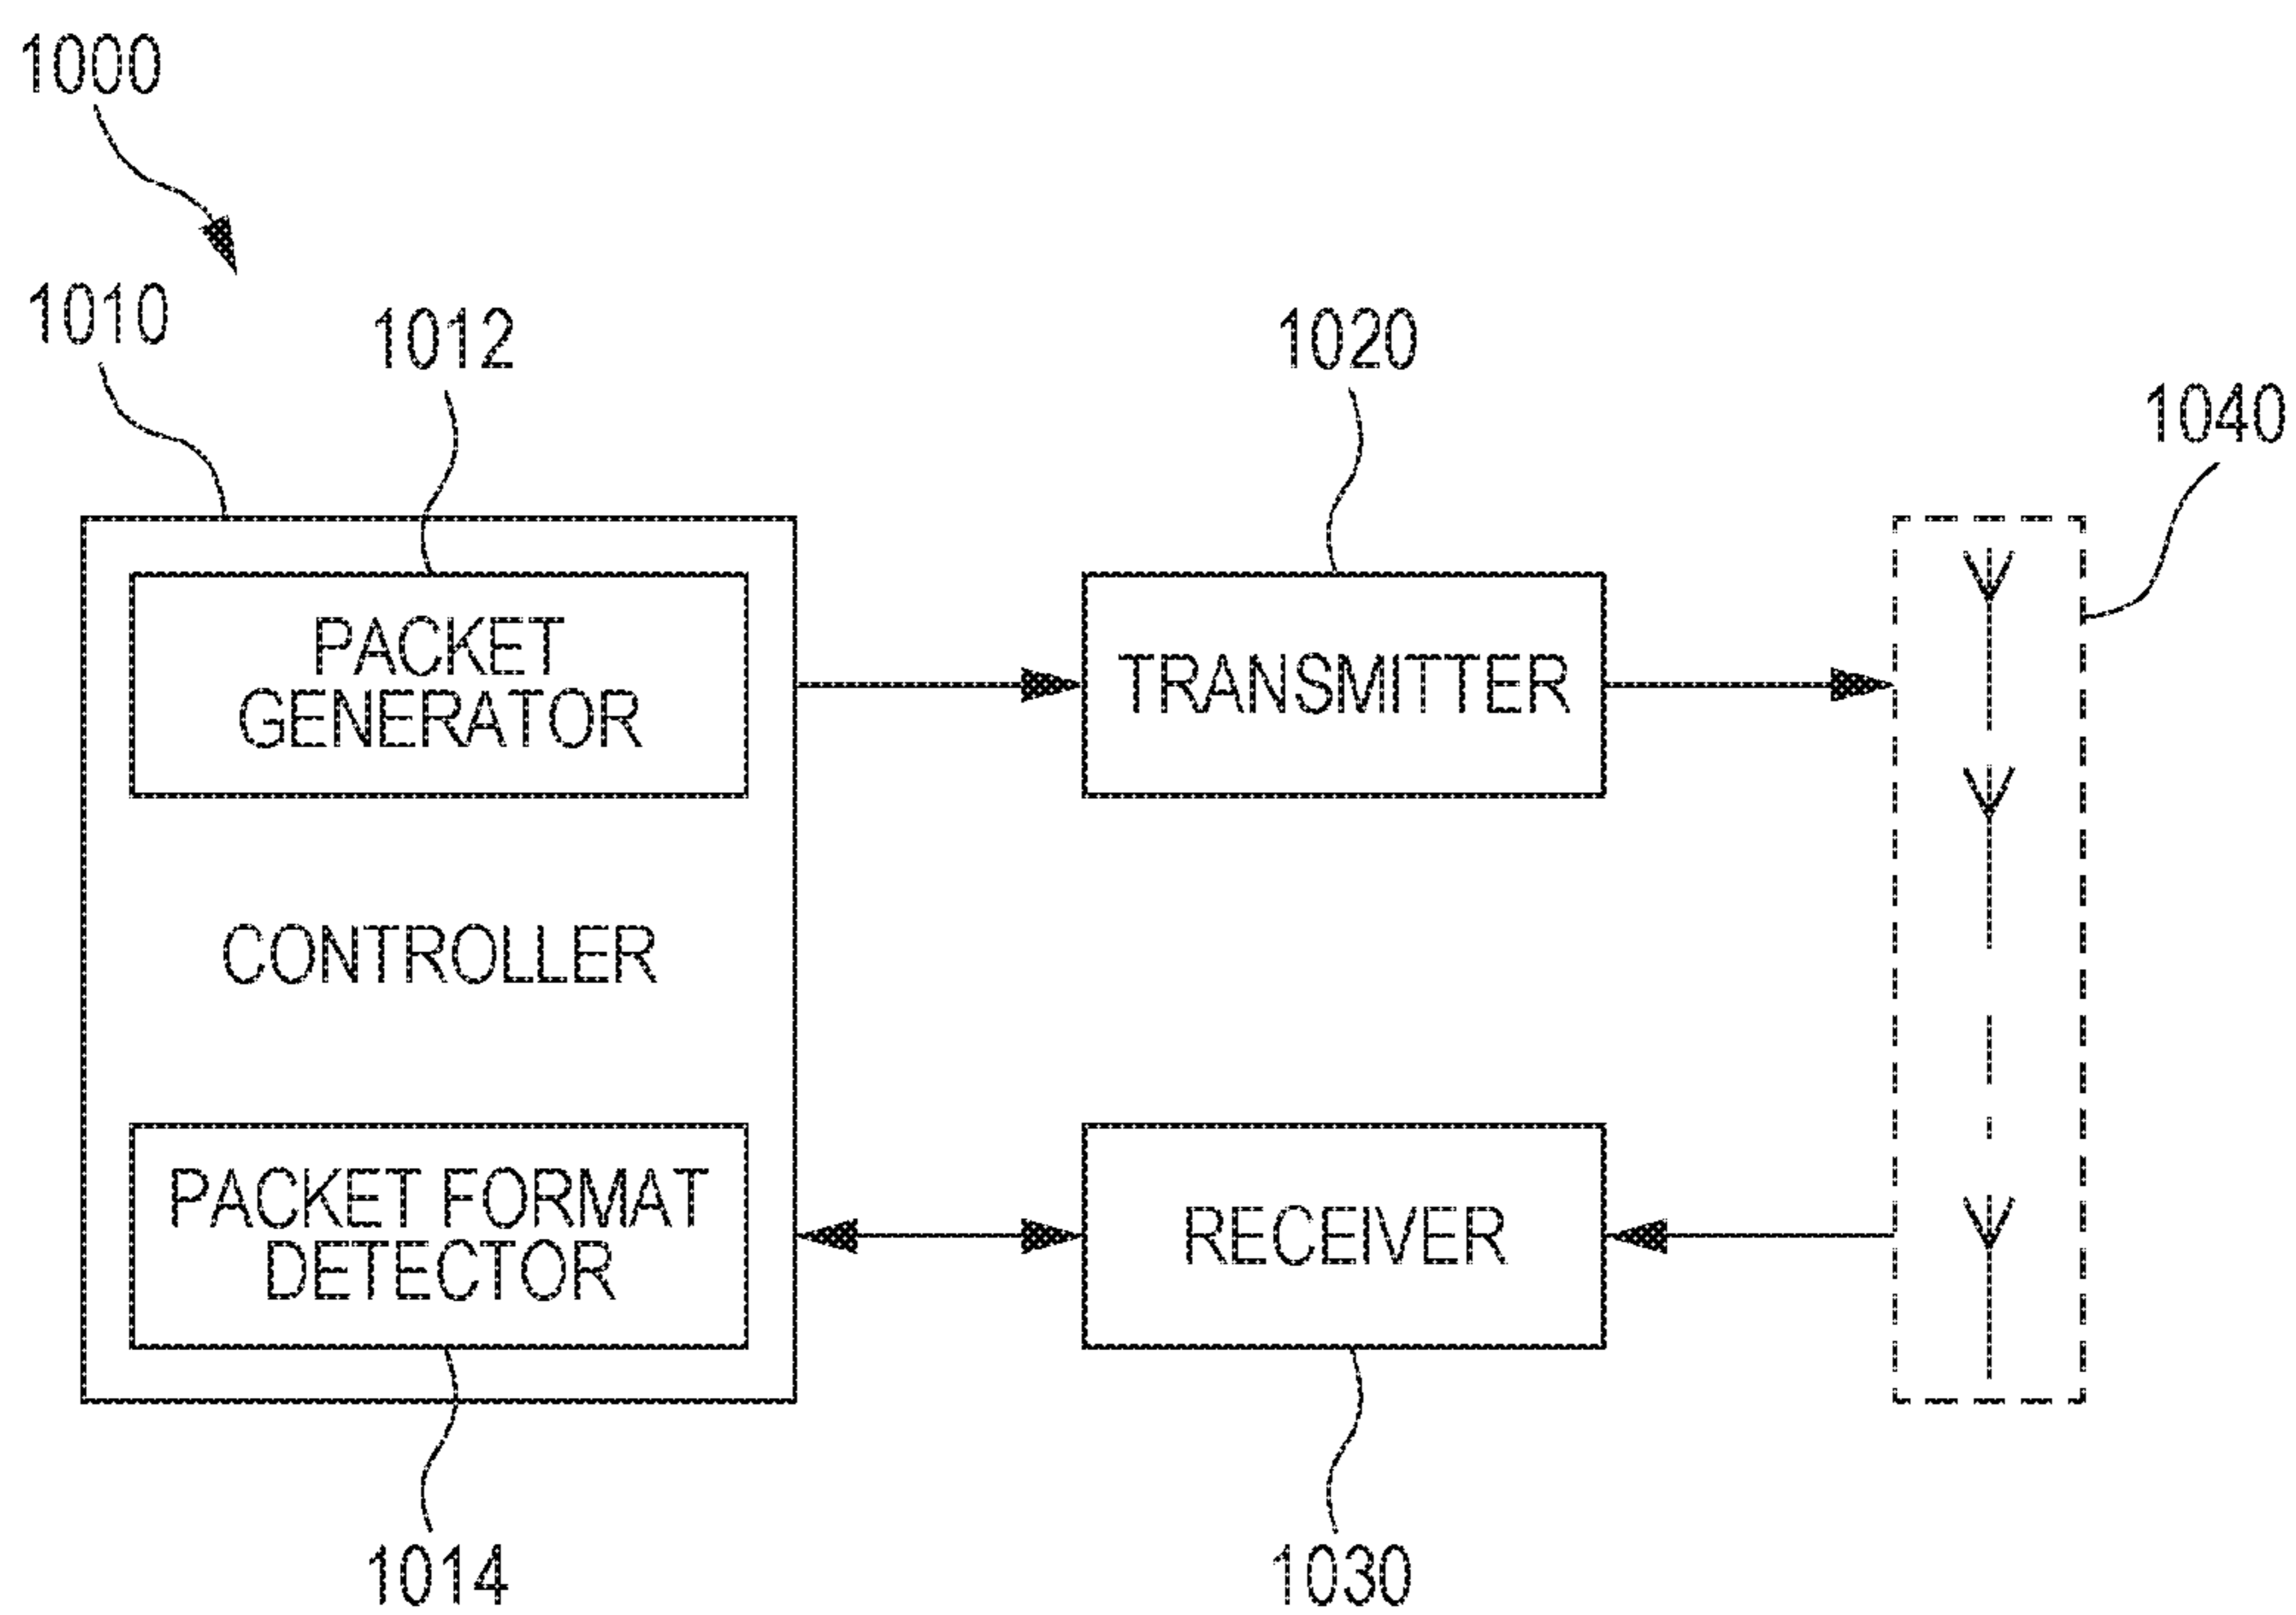 1000
1010
1012
1020
1040
PACKET
GENERATOR
TRANSMITTER
CONTROLLER
PACKET FORMAT
DETECTOR
RECEIVER
1014
1030